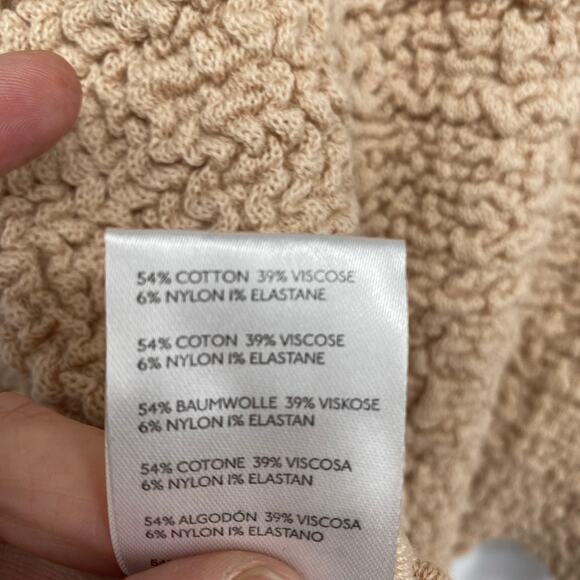 54% COTTON 39% VISCOSE
6% NYLON 1% ELASTANE
54% COTON 39% VISCOSE
6% NYLON 1% ELASTANE
54% BAUMWOLLE 39% VISKOSE
6% NYLON 1% ELASTAN
54% COTONE 39% VISCOSA
6% NYLON 1% ELASTAN
54% ALGODÓN 39% VISCOSA
6% NYLON 1% ELASTANO